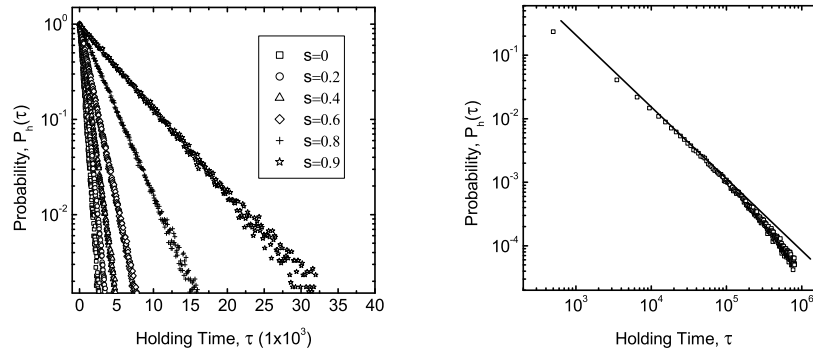 10^0
10^-1
10^-2
Probability, P_h(τ)
0 5 10 15 20 25 30 35 40
Holding Time, τ (1x10^3)
s=0
s=0.2
s=0.4
s=0.6
s=0.8
s=0.9
10^-1
10^-2
10^-3
10^-4
Probability, P_h(τ)
10^3 10^4 10^5 10^6
Holding Time, τ